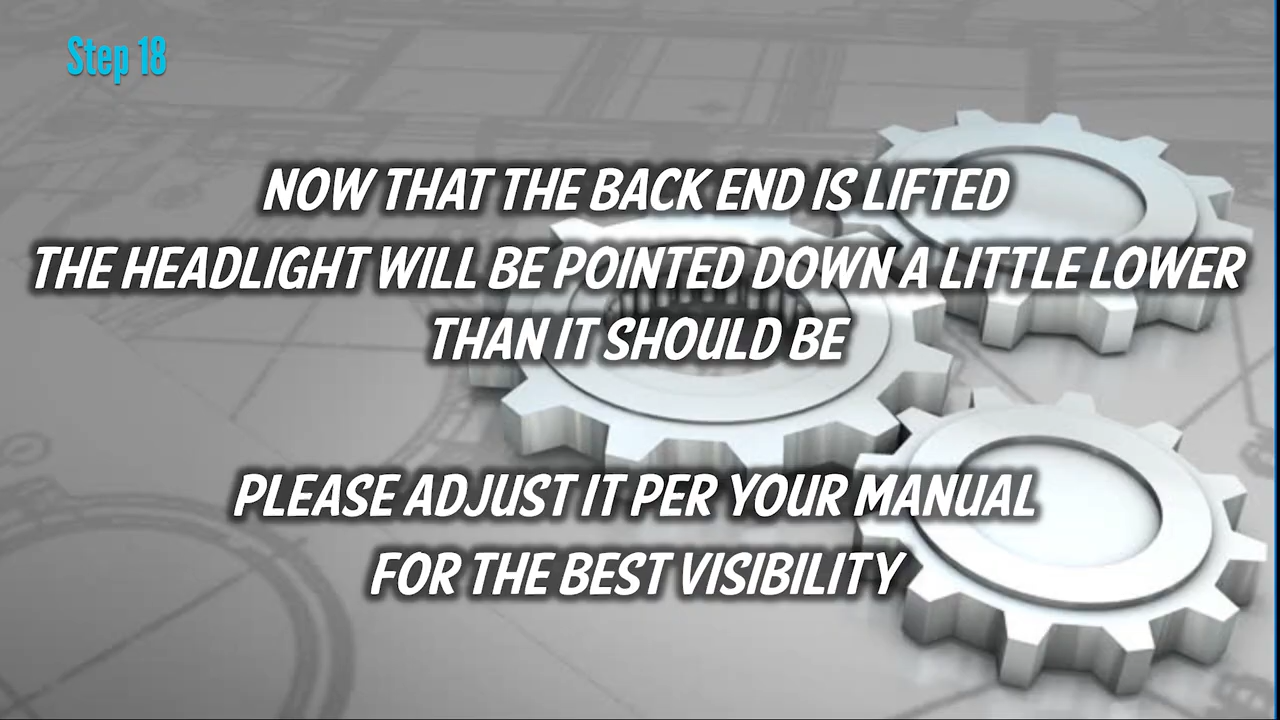 Step 18
NOW THAT THE BACK END IS LIFTED
THE HEADLIGHT WILL BE POINTED DOWN A LITTLE LOWER
THAN IT SHOULD BE
PLEASE ADJUST IT PER YOUR MANUAL
FOR THE BEST VISIBILITY